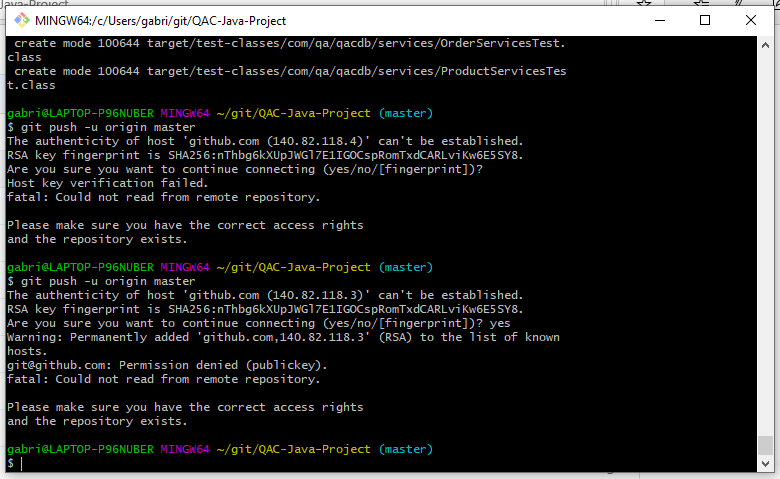 Java-Project
MINGW64:/c/Users/gabri/git/QAC-Java-Project
create mode 100644 target/test-classes/com/qa/qacdb/services/OrderServicesTest.
class
create mode 100644 target/test-classes/com/qa/qacdb/services/ProductServicesTes
t.class
gabri@LAPTOP-P96NUBER MINGW64 ~/git/QAC-Java-Project (master)
$ git push -u origin master
The authenticity of host 'github.com (140.82.118.4)' can't be established.
RSA key fingerprint is SHA256:nThbg6kXUpJWGl7E1IGOCspRomTxdCARLviKw6E5SY8.
Are you sure you want to continue connecting (yes/no/[fingerprint])?
Host key verification failed.
fatal: Could not read from remote repository.
Please make sure you have the correct access rights
and the repository exists.
gabri@LAPTOP-P96NUBER MINGW64 ~/git/QAC-Java-Project (master)
$ git push -u origin master
The authenticity of host 'github.com (140.82.118.3)' can't be established.
RSA key fingerprint is SHA256:nThbg6kXUpJWGl7E1IGOCspRomTxdCARLviKw6E5SY8.
Are you sure you want to continue connecting (yes/no/[fingerprint])? yes
Warning: Permanently added 'github.com,140.82.118.3' (RSA) to the list of known
hosts.
git@github.com: Permission denied (publickey).
fatal: Could not read from remote repository.
Please make sure you have the correct access rights
and the repository exists.
gabri@LAPTOP-P96NUBER MINGW64 ~/git/QAC-Java-Project (master)
$